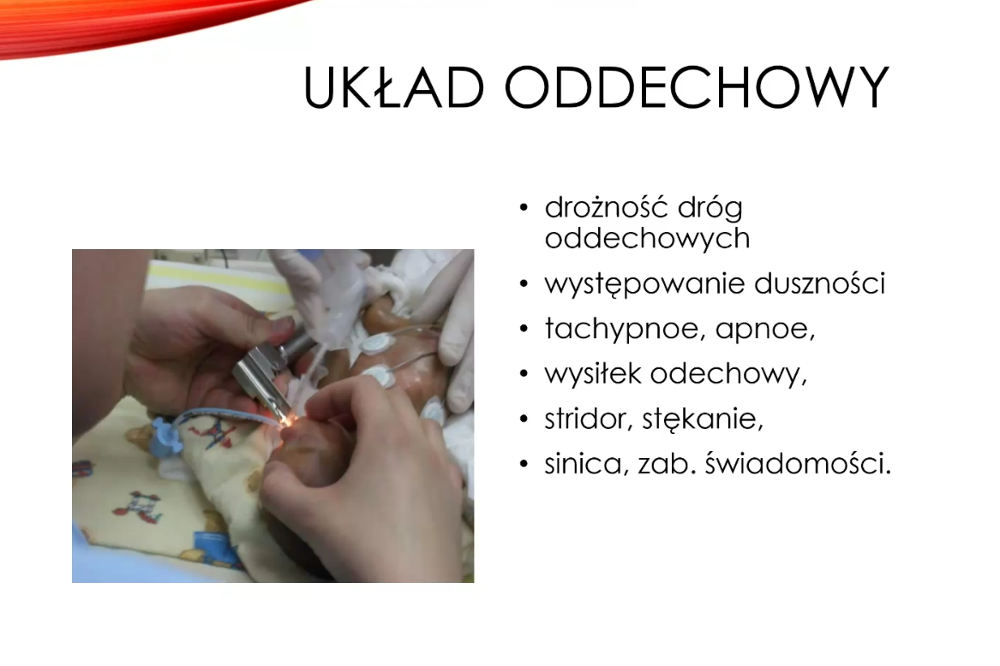 UKŁAD ODDECHOWY
• drożność dróg
oddechowych
• występowanie duszności
• tachypnoe, apnoe,
• wysiłek odechowy,
• stridor, stękanie,
• sinica, zab. świadomości.